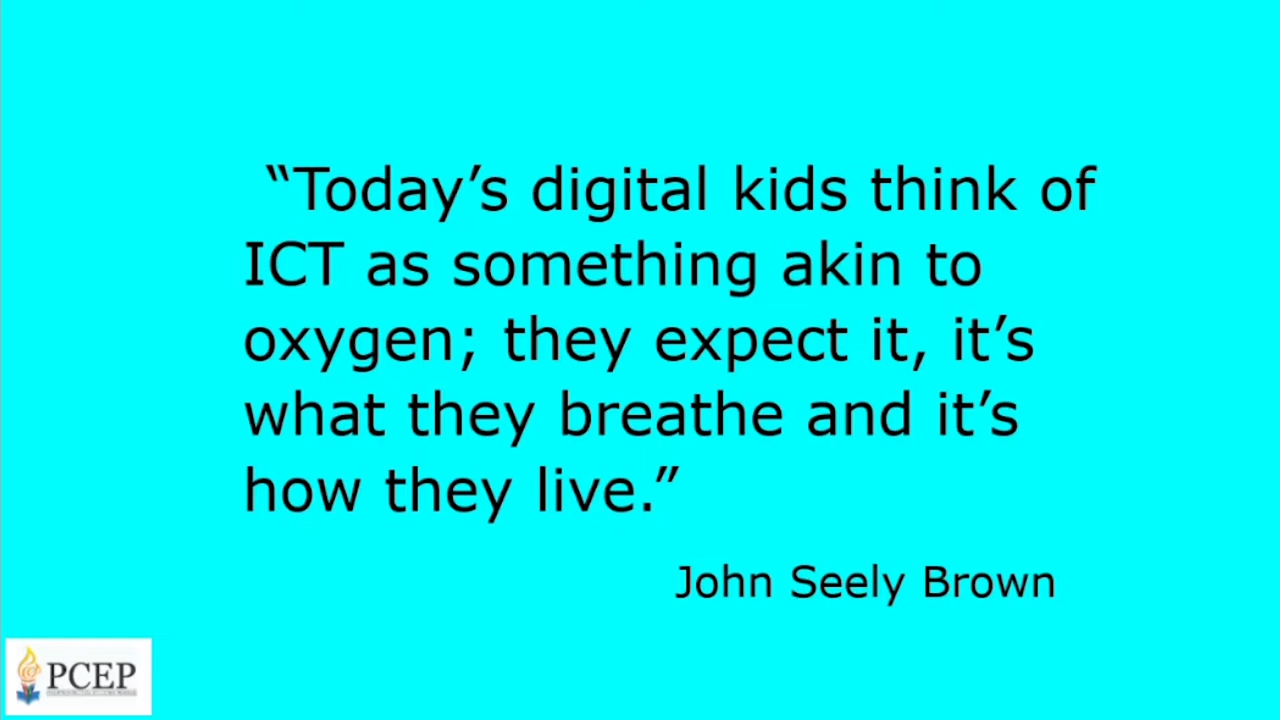 “Today’s digital kids think of
ICT as something akin to
oxygen; they expect it, it’s
what they breathe and it’s
how they live.”
John Seely Brown
PCEP